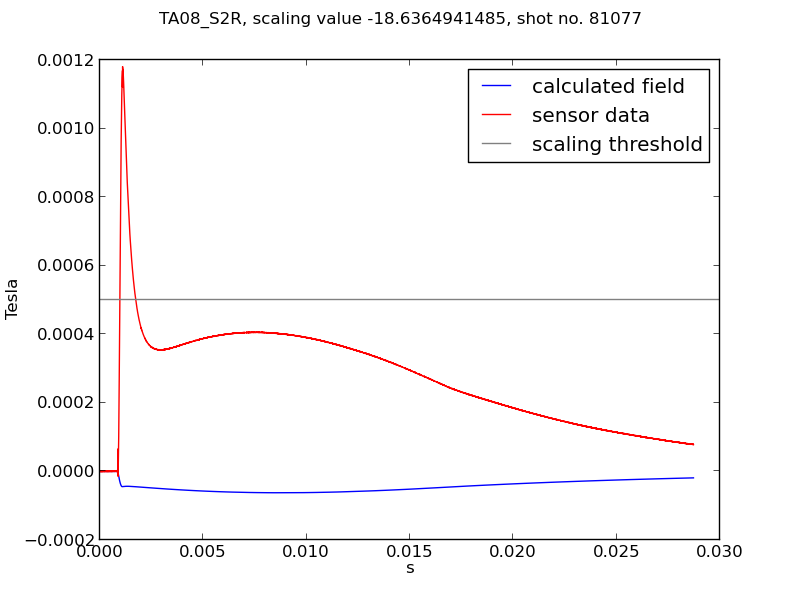 TA08_S2R, scaling value -18.6364941485, shot no. 81077
calculated field
sensor data
scaling threshold
Tesla
0.0012
0.0010
0.0008
0.0006
0.0004
0.0002
0.0000
−0.0002
0.000 0.005 0.010 0.015 0.020 0.025 0.030
s